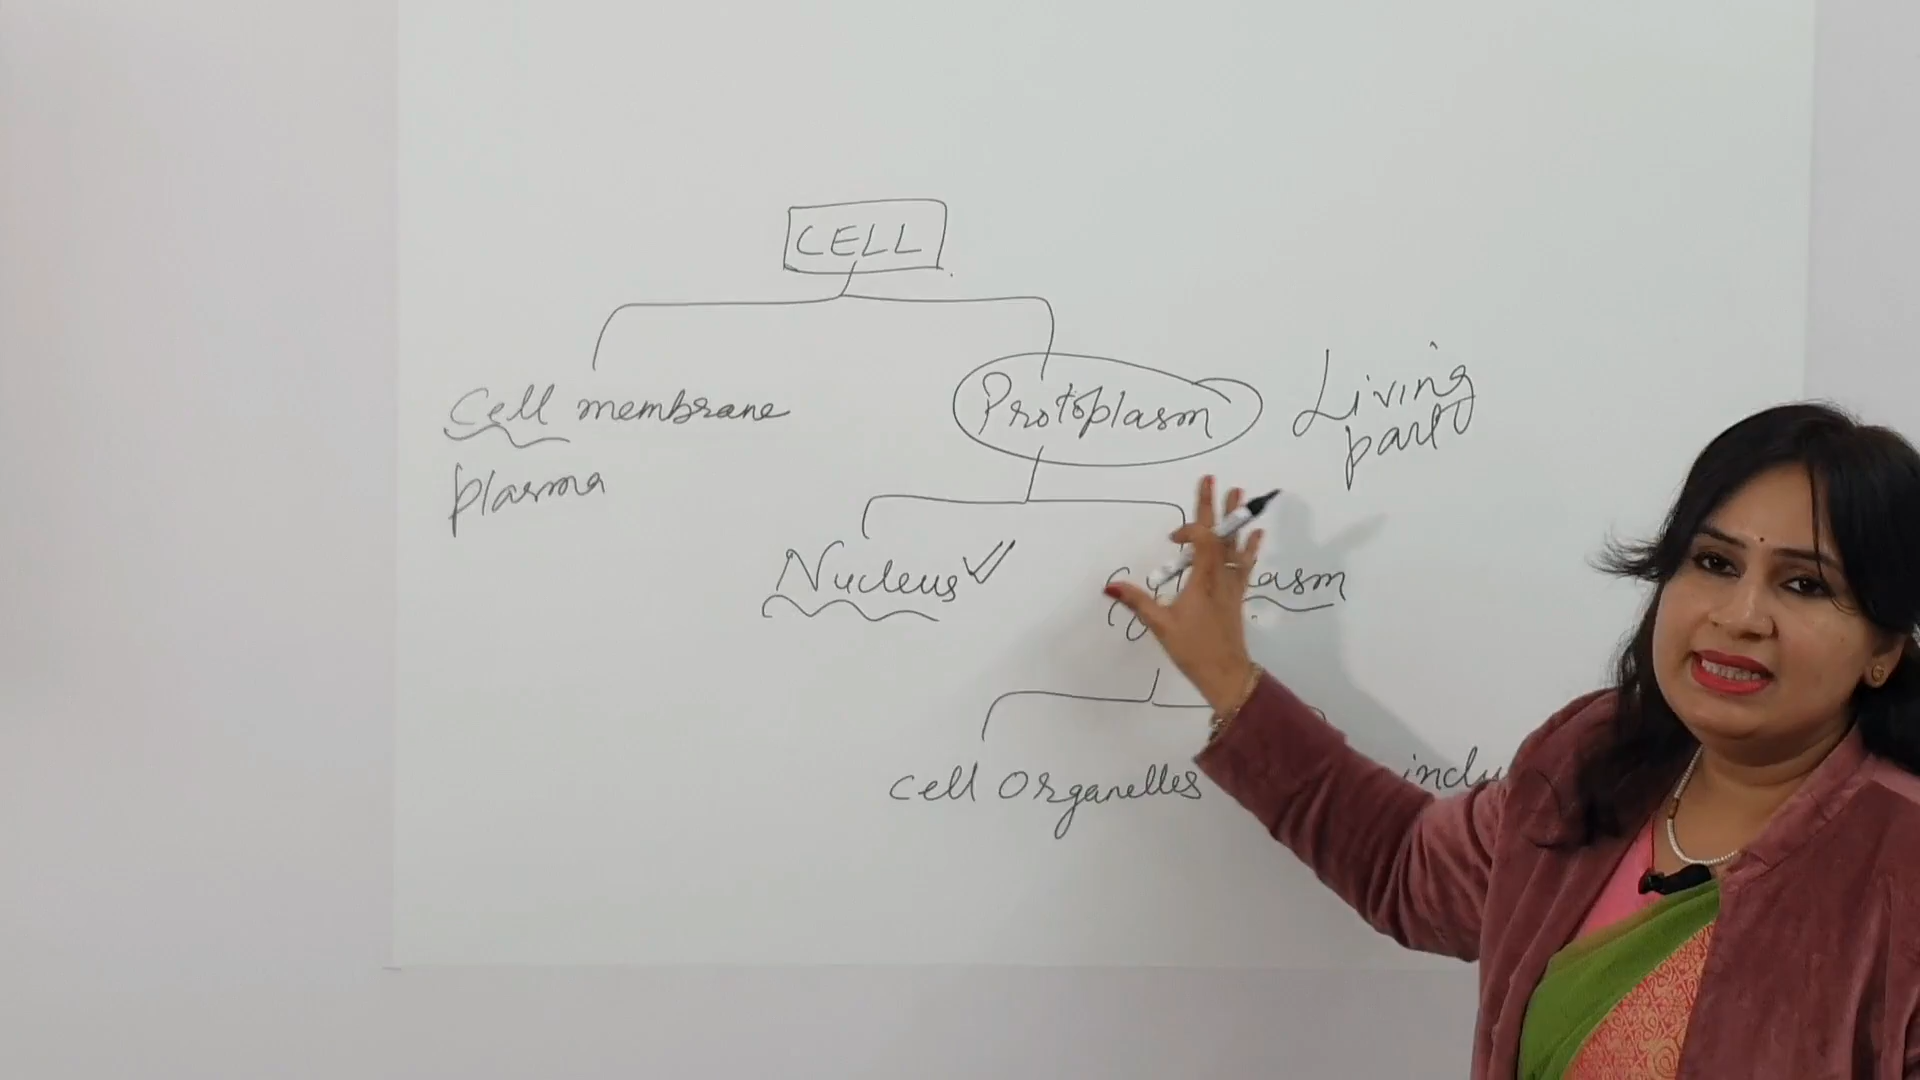 CELL
Cell membrane
plasma
Protoplasm
Living
part
Nucleus
Cell Organelles